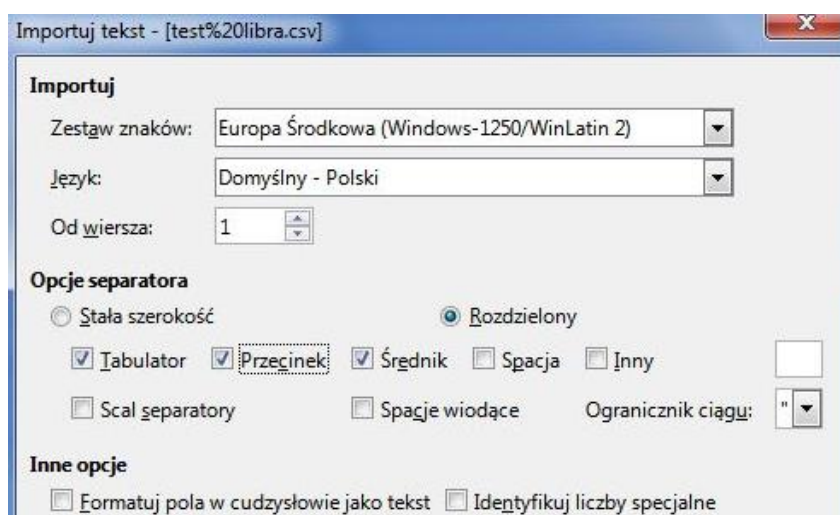 Importuj tekst - [test%20libra.csv]
Importuj
Zestaw znaków: Europa Środkowa (Windows-1250/WinLatin 2)
Język: Domyślny - Polski
Od wiersza: 1
Opcje separatora
Stała szerokość Rozdzielony
Tabulator Przecinek Średnik Spacja Inny
Scal separatory Spacje wiodące Ogranicznik ciągu: "
Inne opcje
Formatuj pola w cudzysłowie jako tekst Identyfikuj liczby specjalne